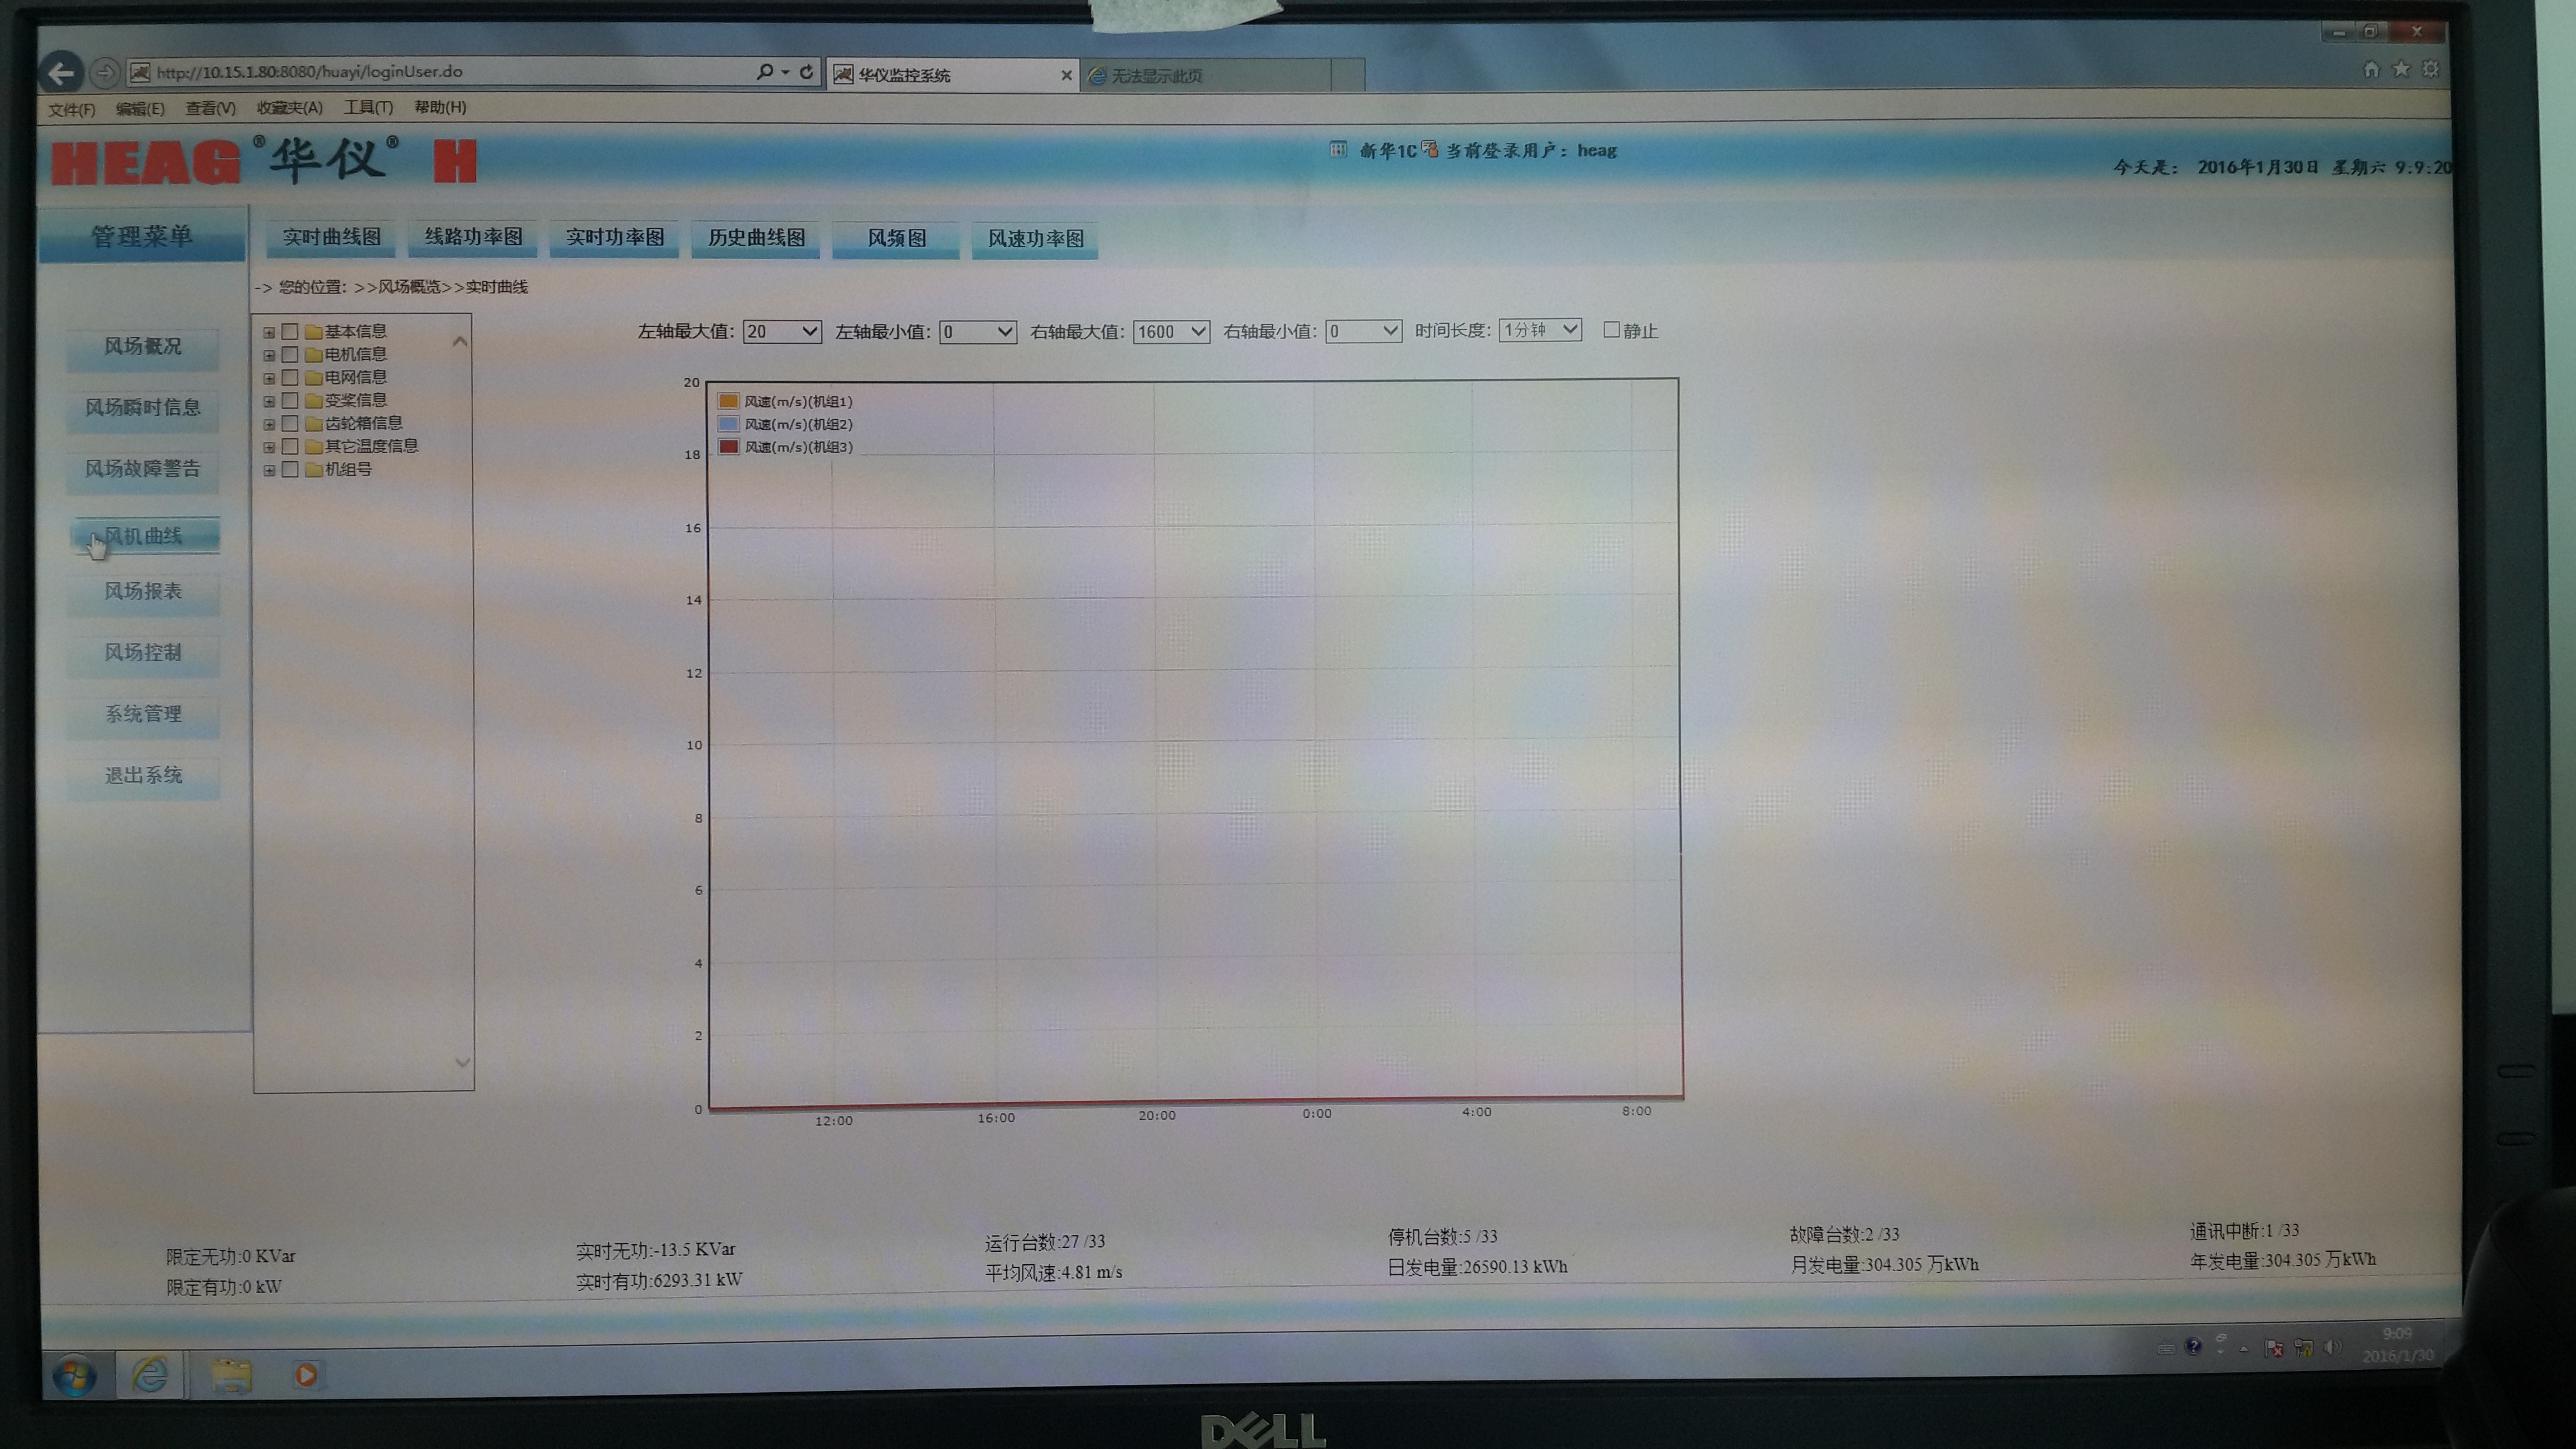 http://10.15.1.80:8080/huayi/loginUser.do
华仪监控系统
无法显示此页
文件(F) 编辑(E) 查看(V) 收藏夹(A) 工具(T) 帮助(H)
HEAG®华仪® H
新华1C 当前登录用户：heag
今天是： 2016年1月30日 星期六 9:9:20
管理菜单
实时曲线图 线路功率图 实时功率图 历史曲线图 风频图 风速功率图
-> 您的位置：>>风场概览>>实时曲线
风场概况
风场瞬时信息
风场故障警告
风机曲线
风场报表
风场控制
系统管理
退出系统
基本信息
电机信息
电网信息
变桨信息
齿轮箱信息
其它温度信息
机组号
左轴最大值：20 左轴最小值：0 右轴最大值：1600 右轴最小值：0 时间长度：1分钟 静止
风速(m/s)(机组1)
风速(m/s)(机组2)
风速(m/s)(机组3)
20
18
16
14
12
10
8
6
4
2
0
12:00 16:00 20:00 0:00 4:00 8:00
限定无功:0 KVar 实时无功:-13.5 KVar 运行台数:27 /33 停机台数:5 /33 故障台数:2 /33 通讯中断:1 /33
限定有功:0 kW 实时有功:6293.31 kW 平均风速:4.81 m/s 日发电量:26590.13 kWh 月发电量:304.305 万kWh 年发电量:304.305 万kWh
9:09
2016/1/30
DELL